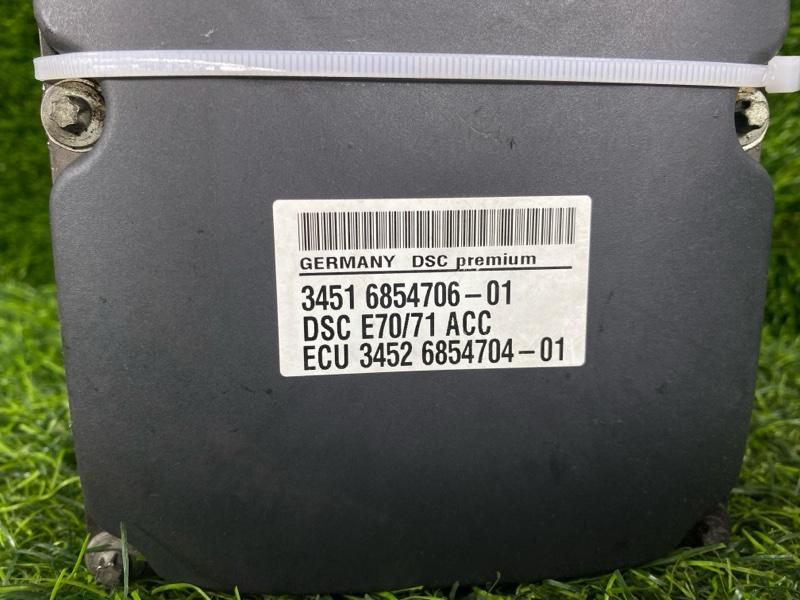 GERMANY DSC premium
3451 6854706-01
DSC E70/71 ACC
ECU 3452 6854704-01